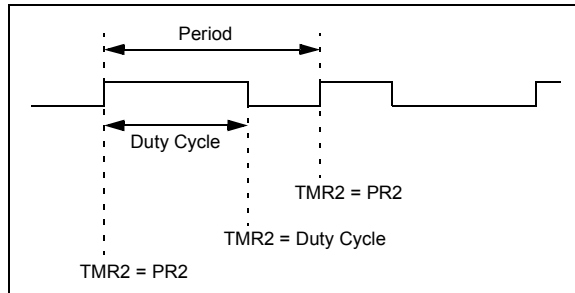 Period
Duty Cycle
TMR2 = PR2
TMR2 = Duty Cycle
TMR2 = PR2